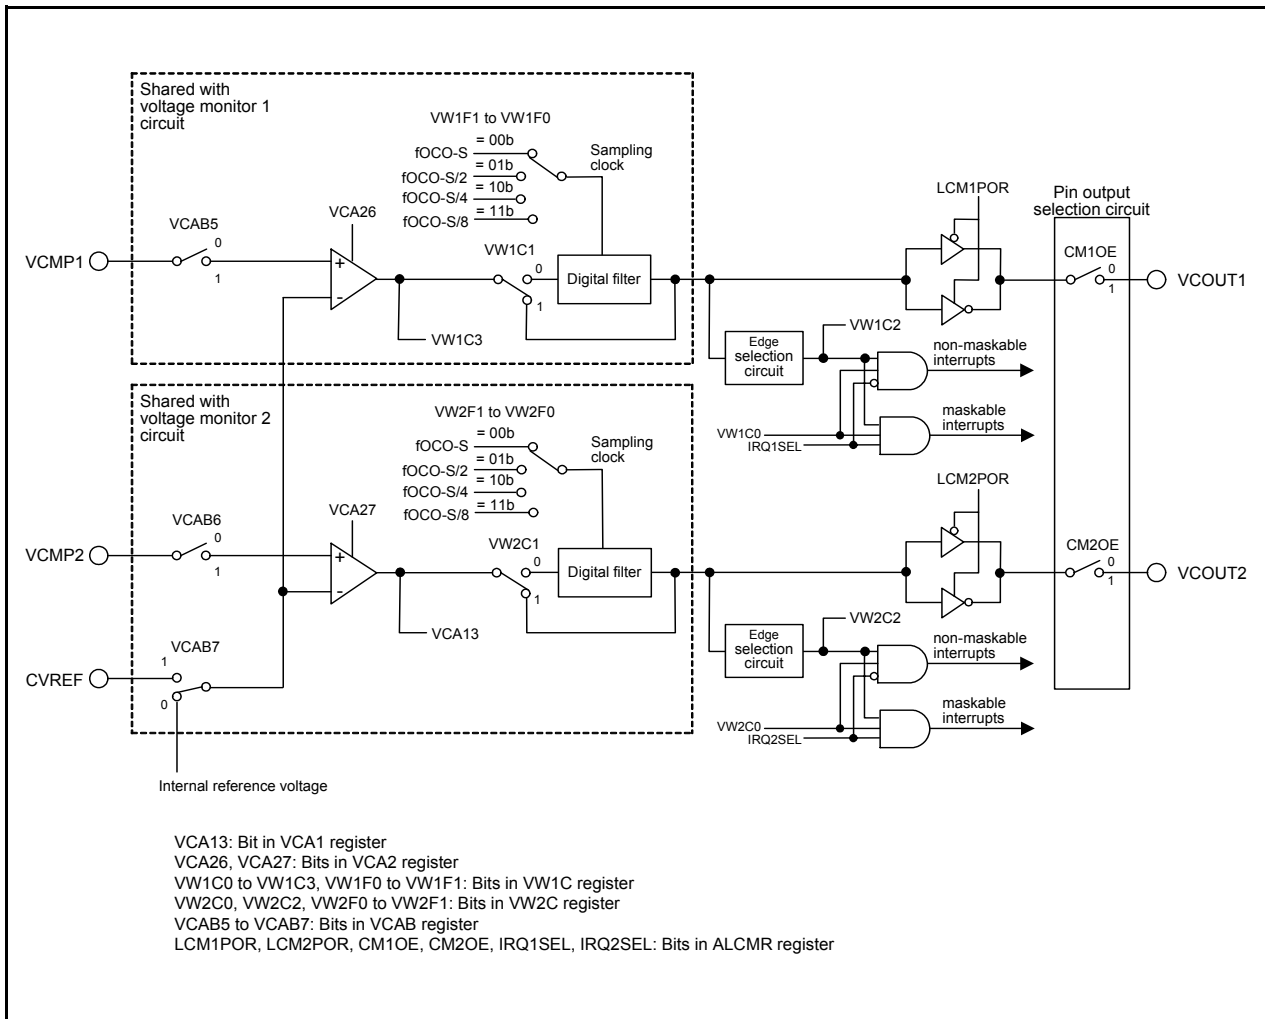 Shared with
voltage monitor 1
circuit
VW1F1 to VW1F0
= 00b
fOCO-S
= 01b
fOCO-S/2
= 10b
fOCO-S/4
= 11b
fOCO-S/8
Sampling
clock
VCAB5
0
1
VCMP1
VCA26
+
-
VW1C1
0
1
Digital filter
VW1C3
LCM1POR
Pin output
selection circuit
CM1OE
0
1
VCOUT1
Edge
selection
circuit
VW1C2
non-maskable
interrupts
maskable
interrupts
VW1C0
IRQ1SEL
Shared with
voltage monitor 2
circuit
VW2F1 to VW2F0
= 00b
fOCO-S
= 01b
fOCO-S/2
= 10b
fOCO-S/4
= 11b
fOCO-S/8
Sampling
clock
VCAB6
0
1
VCMP2
VCA27
+
-
VW2C1
0
1
Digital filter
VCA13
LCM2POR
CM2OE
0
1
VCOUT2
Edge
selection
circuit
VW2C2
non-maskable
interrupts
maskable
interrupts
VW2C0
IRQ2SEL
VCAB7
1
0
CVREF
Internal reference voltage
VCA13: Bit in VCA1 register
VCA26, VCA27: Bits in VCA2 register
VW1C0 to VW1C3, VW1F0 to VW1F1: Bits in VW1C register
VW2C0, VW2C2, VW2F0 to VW2F1: Bits in VW2C register
VCAB5 to VCAB7: Bits in VCAB register
LCM1POR, LCM2POR, CM1OE, CM2OE, IRQ1SEL, IRQ2SEL: Bits in ALCMR register